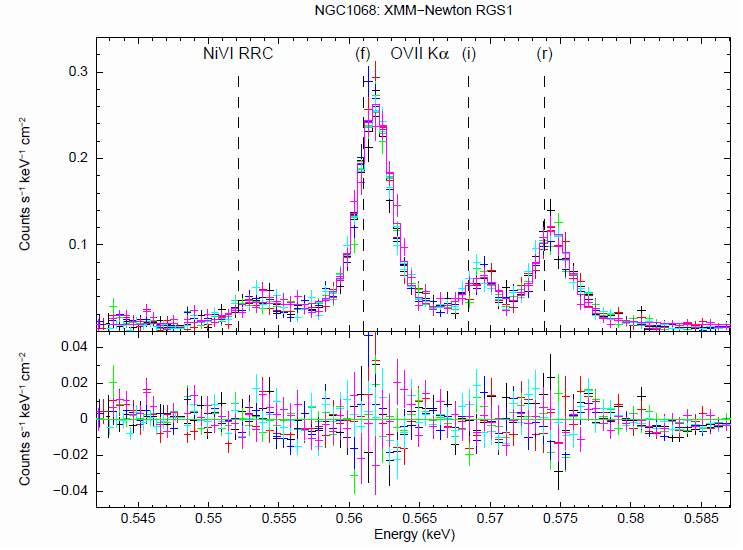 NGC1068: XMM−Newton RGS1
NiVI RRC (f) OVII Kα (i) (r)
0.3
0.2
0.1
Counts s⁻¹ keV⁻¹ cm⁻²
0.04
0.02
0
−0.02
−0.04
Counts s⁻¹ keV⁻¹ cm⁻²
0.545 0.55 0.555 0.56 0.565 0.57 0.575 0.58 0.585
Energy (keV)